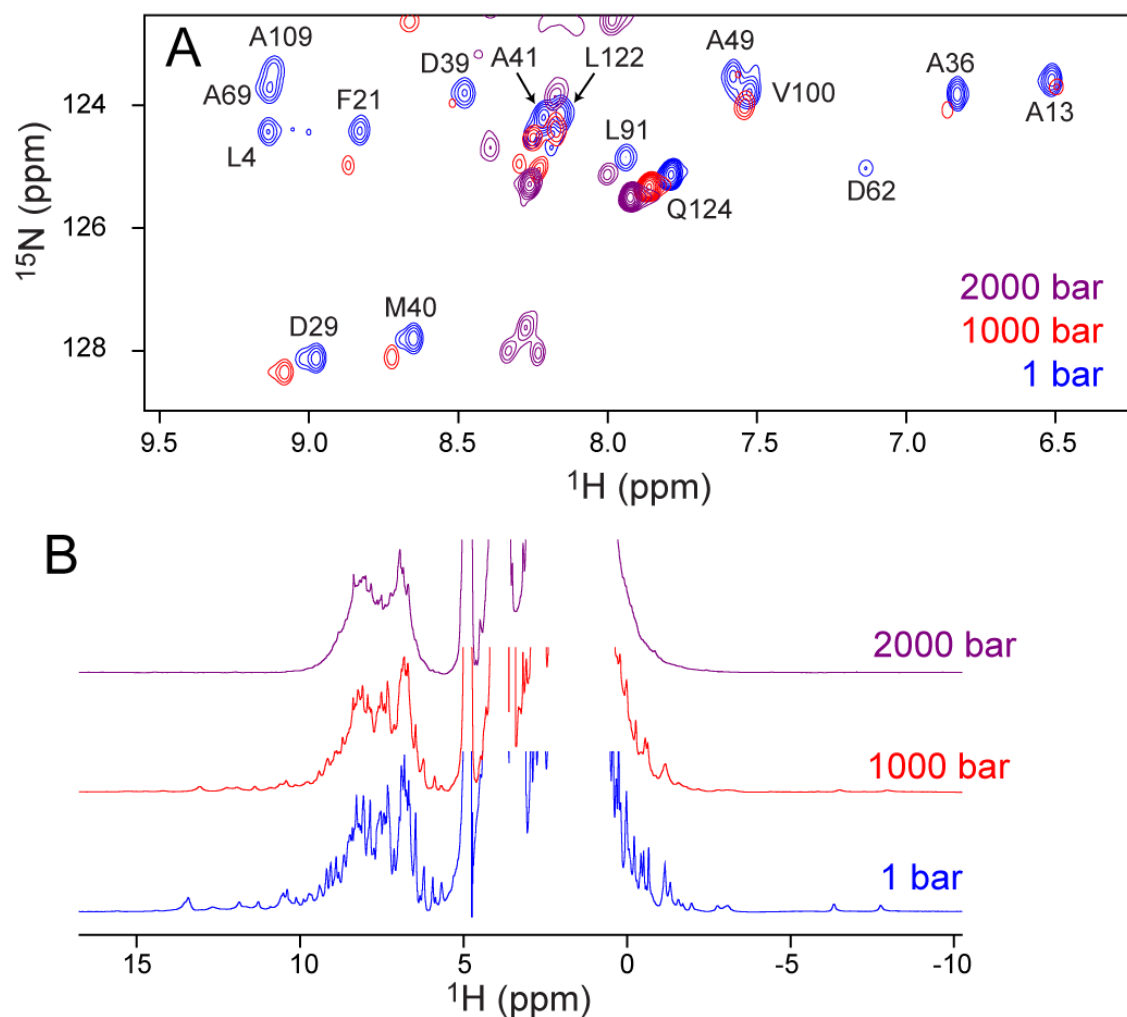 A
A109
A69
L4
F21
D39
A41
L122
A49
V100
A36
A13
L91
Q124
D62
D29
M40
2000 bar
1000 bar
1 bar
124
126
128
15N (ppm)
9.5 9.0 8.5 8.0 7.5 7.0 6.5
1H (ppm)
B
2000 bar
1000 bar
1 bar
15 10 5 0 -5 -10
1H (ppm)